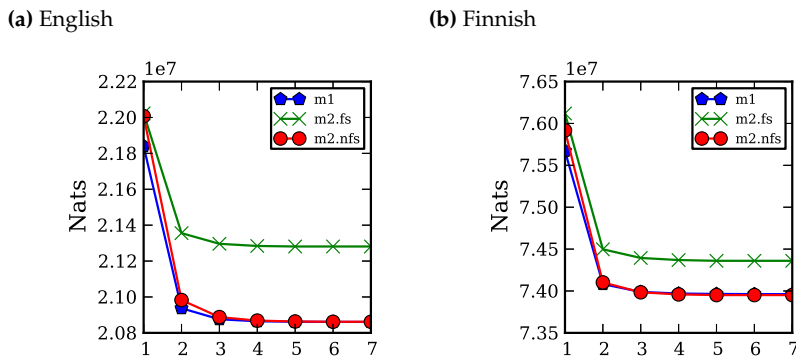 (a) English
(b) Finnish
1e7
2.22
2.20
2.18
2.16
2.14
2.12
2.10
2.08
Nats
m1
m2.fs
m2.nfs
1 2 3 4 5 6 7
1e7
7.65
7.60
7.55
7.50
7.45
7.40
7.35
Nats
m1
m2.fs
m2.nfs
1 2 3 4 5 6 7